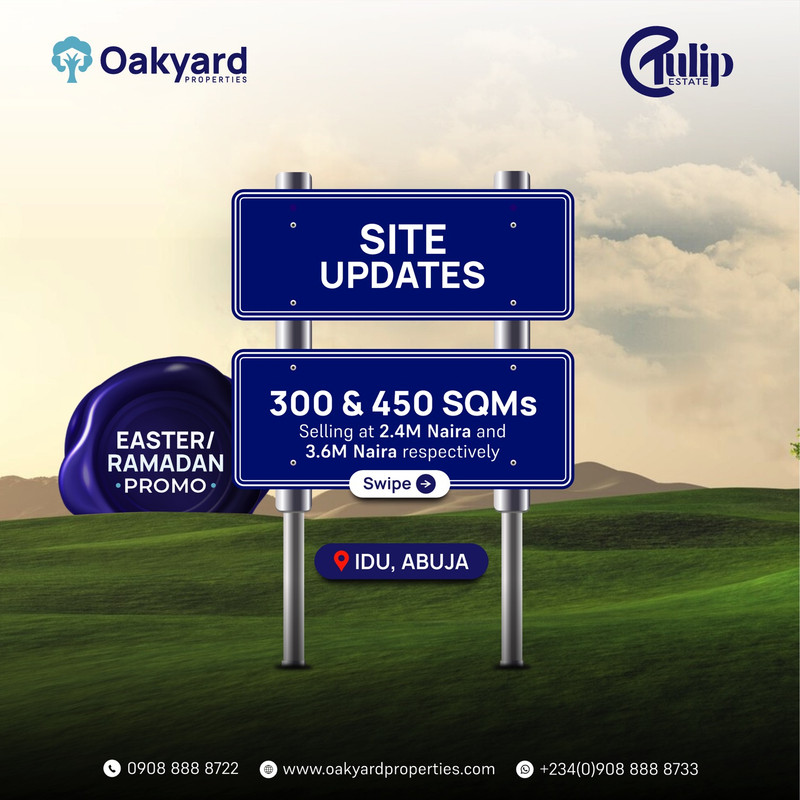 Oakyard
PROPERTIES
Tulip
ESTATE
SITE
UPDATES
300 & 450 SQMs
Selling at 2.4M Naira and
3.6M Naira respectively
Swipe
EASTER/
RAMADAN
•PROMO•
IDU, ABUJA
0908 888 8722
www.oakyardproperties.com
+234(0)908 888 8733